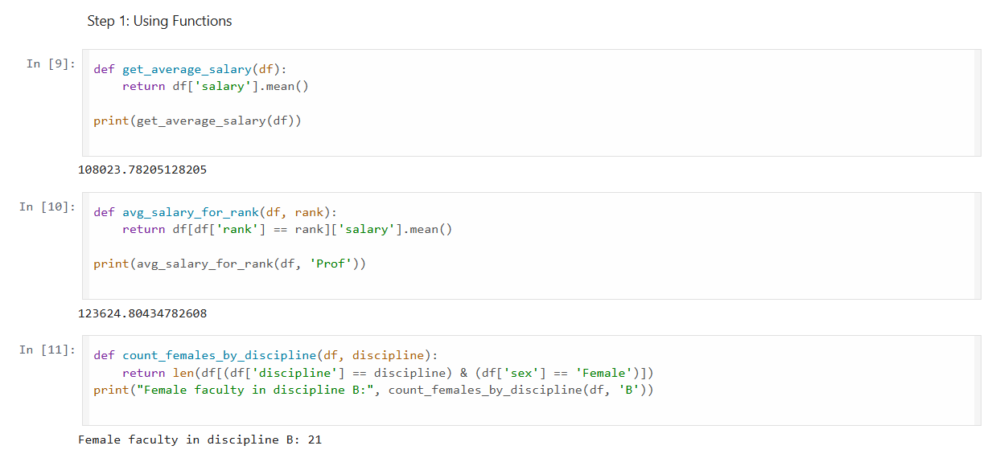 Step 1: Using Functions
In [9]:
def get_average_salary(df):
    return df['salary'].mean()
print(get_average_salary(df))
108023.78205128205
In [10]:
def avg_salary_for_rank(df, rank):
    return df[df['rank'] == rank]['salary'].mean()
print(avg_salary_for_rank(df, 'Prof'))
123624.80434782608
In [11]:
def count_females_by_discipline(df, discipline):
    return len(df[(df['discipline'] == discipline) & (df['sex'] == 'Female')])
print("Female faculty in discipline B:", count_females_by_discipline(df, 'B'))
Female faculty in discipline B: 21